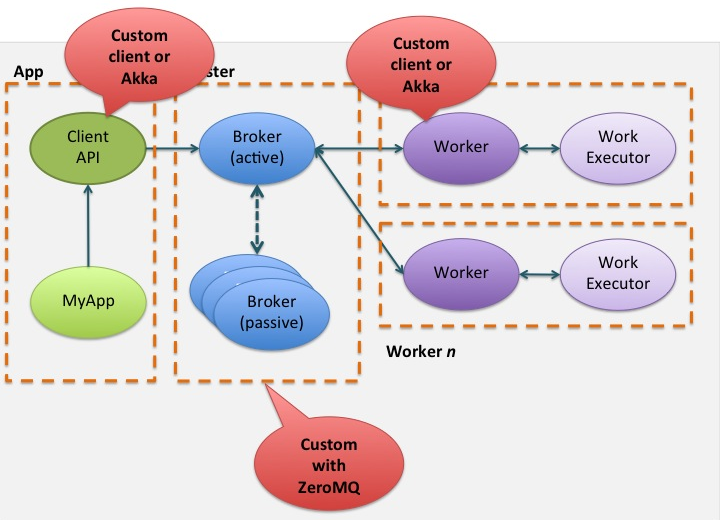 Custom
client or
Akka
Custom
client or
Akka
App
ster
Client
API
Broker
(active)
Worker
Work
Executor
MyApp
Broker
(passive)
Worker
Work
Executor
Worker n
Custom
with
ZeroMQ